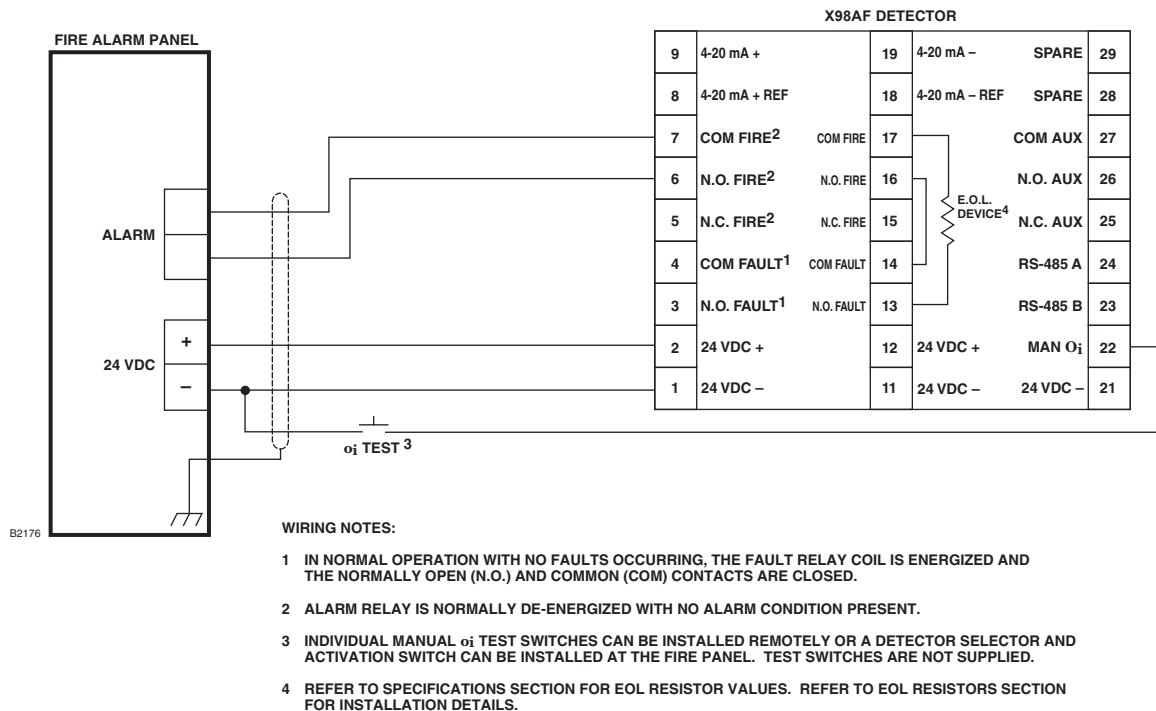 X98AF DETECTOR
FIRE ALARM PANEL
9 4-20 mA + 19 4-20 mA – SPARE 29
8 4-20 mA + REF 18 4-20 mA – REF SPARE 28
7 COM FIRE2 COM FIRE 17 COM AUX 27
6 N.O. FIRE2 N.O. FIRE 16 N.O. AUX 26
E.O.L.
DEVICE4
5 N.C. FIRE2 N.C. FIRE 15 N.C. AUX 25
ALARM
4 COM FAULT1 COM FAULT 14 RS-485 A 24
3 N.O. FAULT1 N.O. FAULT 13 RS-485 B 23
+
2 24 VDC + 12 24 VDC + MAN Oi 22
24 VDC
–
1 24 VDC – 11 24 VDC – 24 VDC – 21
oi TEST 3
B2176
WIRING NOTES:
1 IN NORMAL OPERATION WITH NO FAULTS OCCURRING, THE FAULT RELAY COIL IS ENERGIZED AND
THE NORMALLY OPEN (N.O.) AND COMMON (COM) CONTACTS ARE CLOSED.
2 ALARM RELAY IS NORMALLY DE-ENERGIZED WITH NO ALARM CONDITION PRESENT.
3 INDIVIDUAL MANUAL oi TEST SWITCHES CAN BE INSTALLED REMOTELY OR A DETECTOR SELECTOR AND
ACTIVATION SWITCH CAN BE INSTALLED AT THE FIRE PANEL. TEST SWITCHES ARE NOT SUPPLIED.
4 REFER TO SPECIFICATIONS SECTION FOR EOL RESISTOR VALUES. REFER TO EOL RESISTORS SECTION
FOR INSTALLATION DETAILS.